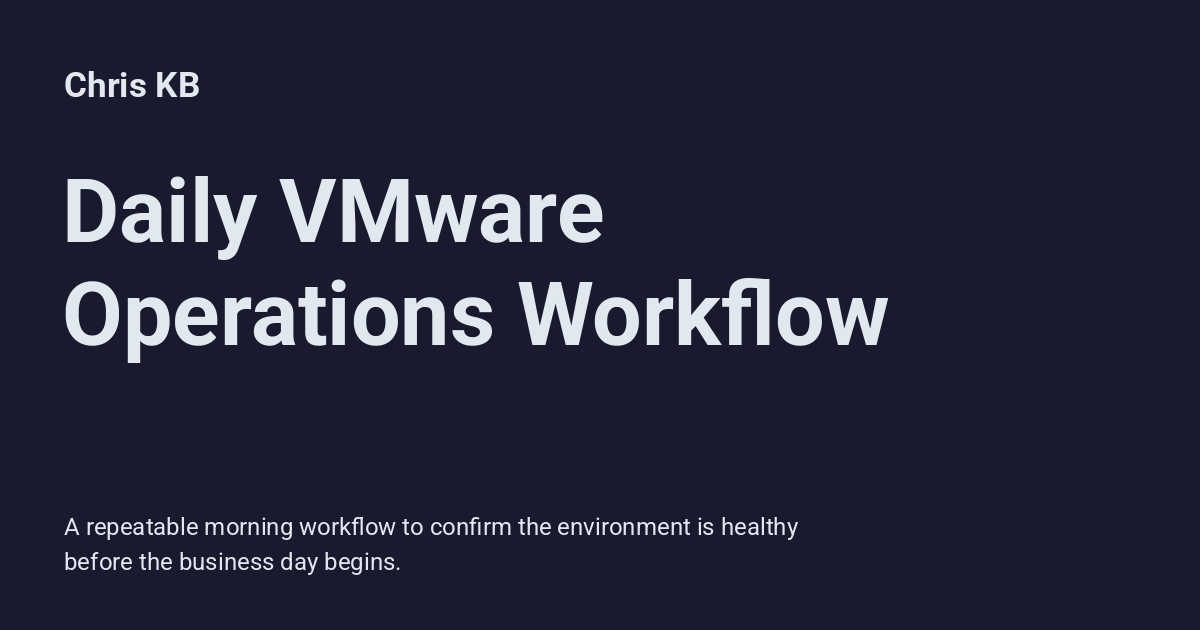 Chris KB
Daily VMware
Operations Workflow
A repeatable morning workflow to confirm the environment is healthy
before the business day begins.